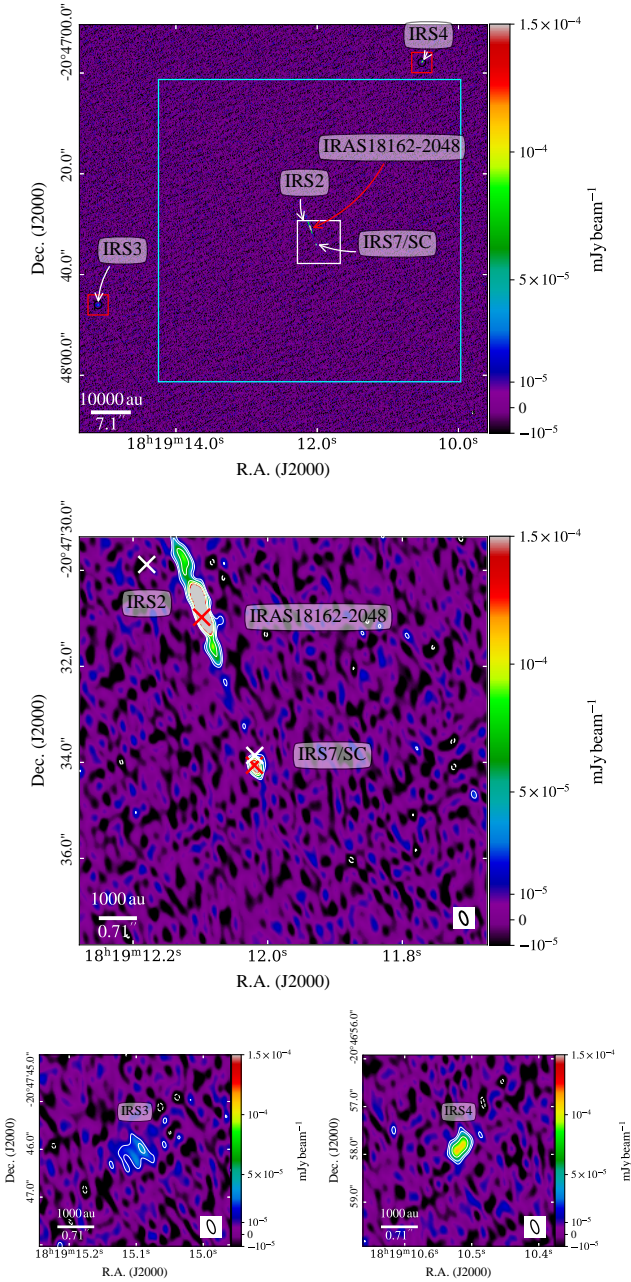 1.5×10⁻⁴
-20°47'00.0"
IRS4
10⁻⁴
IRAS18162-2048
20.0"
IRS2
Dec. (J2000)
mJy beam⁻¹
IRS3
IRS7/SC
40.0"
5×10⁻⁵
48'00.0"
10⁻⁵
10000 au
0
7.1″
−10⁻⁵
18ʰ19ᵐ14.0ˢ 12.0ˢ 10.0ˢ
R.A. (J2000)
1.5×10⁻⁴
-20°47'30.0"
IRS2
IRAS18162-2048
10⁻⁴
32.0"
Dec. (J2000)
mJy beam⁻¹
IRS7/SC
34.0"
5×10⁻⁵
36.0"
10⁻⁵
1000 au
0
0.71″
−10⁻⁵
18ʰ19ᵐ12.2ˢ 12.0ˢ 11.8ˢ
R.A. (J2000)
-20°47'45.0"
1.5×10⁻⁴
IRS3
10⁻⁴
46.0"
Dec. (J2000)
mJy beam⁻¹
5×10⁻⁵
47.0"
1000 au
10⁻⁵
0
0.71″
−10⁻⁵
18ʰ19ᵐ15.2ˢ 15.1ˢ 15.0ˢ
R.A. (J2000)
-20°46'56.0"
1.5×10⁻⁴
57.0"
IRS4
10⁻⁴
58.0"
Dec. (J2000)
mJy beam⁻¹
5×10⁻⁵
59.0"
1000 au
10⁻⁵
0
0.71″
−10⁻⁵
18ʰ19ᵐ10.6ˢ 10.5ˢ 10.4ˢ
R.A. (J2000)